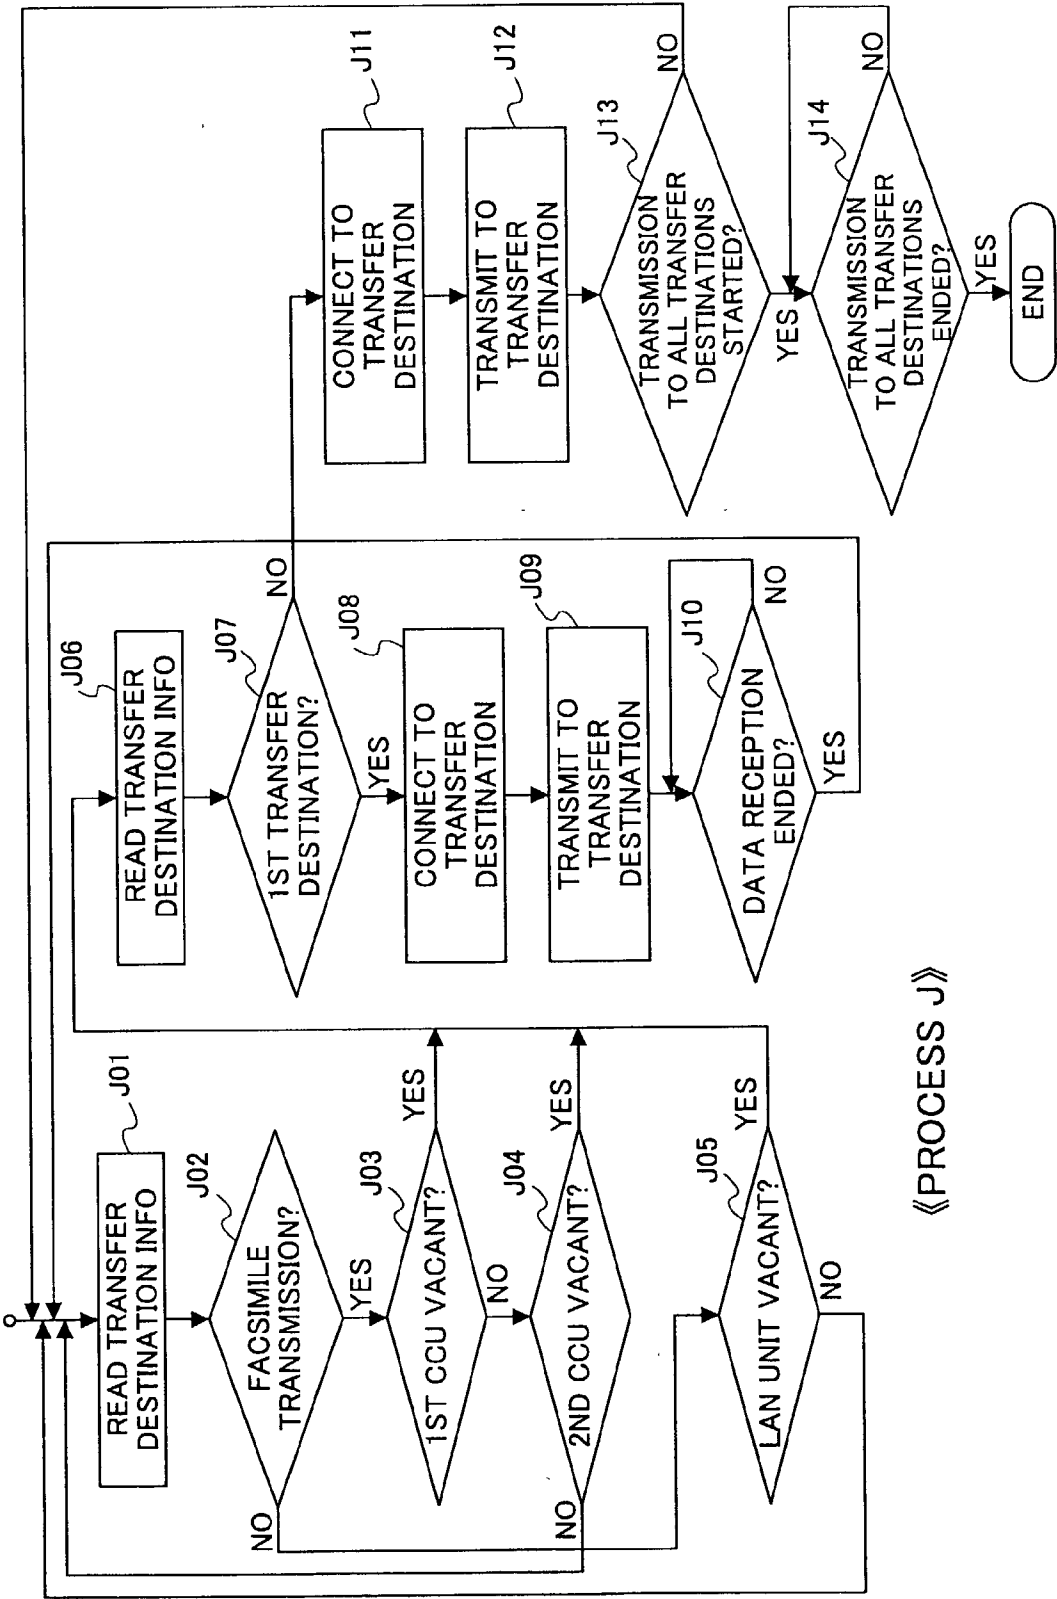 J01
READ TRANSFER
DESTINATION INFO
J02
FACSIMILE
TRANSMISSION?
NO
YES
J03
1ST CCU VACANT?
YES
NO
J04
2ND CCU VACANT?
YES
NO
J05
LAN UNIT VACANT?
YES
NO
J06
READ TRANSFER
DESTINATION INFO
J07
1ST TRANSFER
DESTINATION?
NO
YES
J08
CONNECT TO
TRANSFER
DESTINATION
J09
TRANSMIT TO
TRANSFER
DESTINATION
J10
DATA RECEPTION
ENDED?
NO
YES
J11
CONNECT TO
TRANSFER
DESTINATION
J12
TRANSMIT TO
TRANSFER
DESTINATION
J13
TRANSMISSION
TO ALL TRANSFER
DESTINATIONS
STARTED?
NO
YES
J14
TRANSMISSION
TO ALL TRANSFER
DESTINATIONS
ENDED?
NO
YES
END
《PROCESS J》